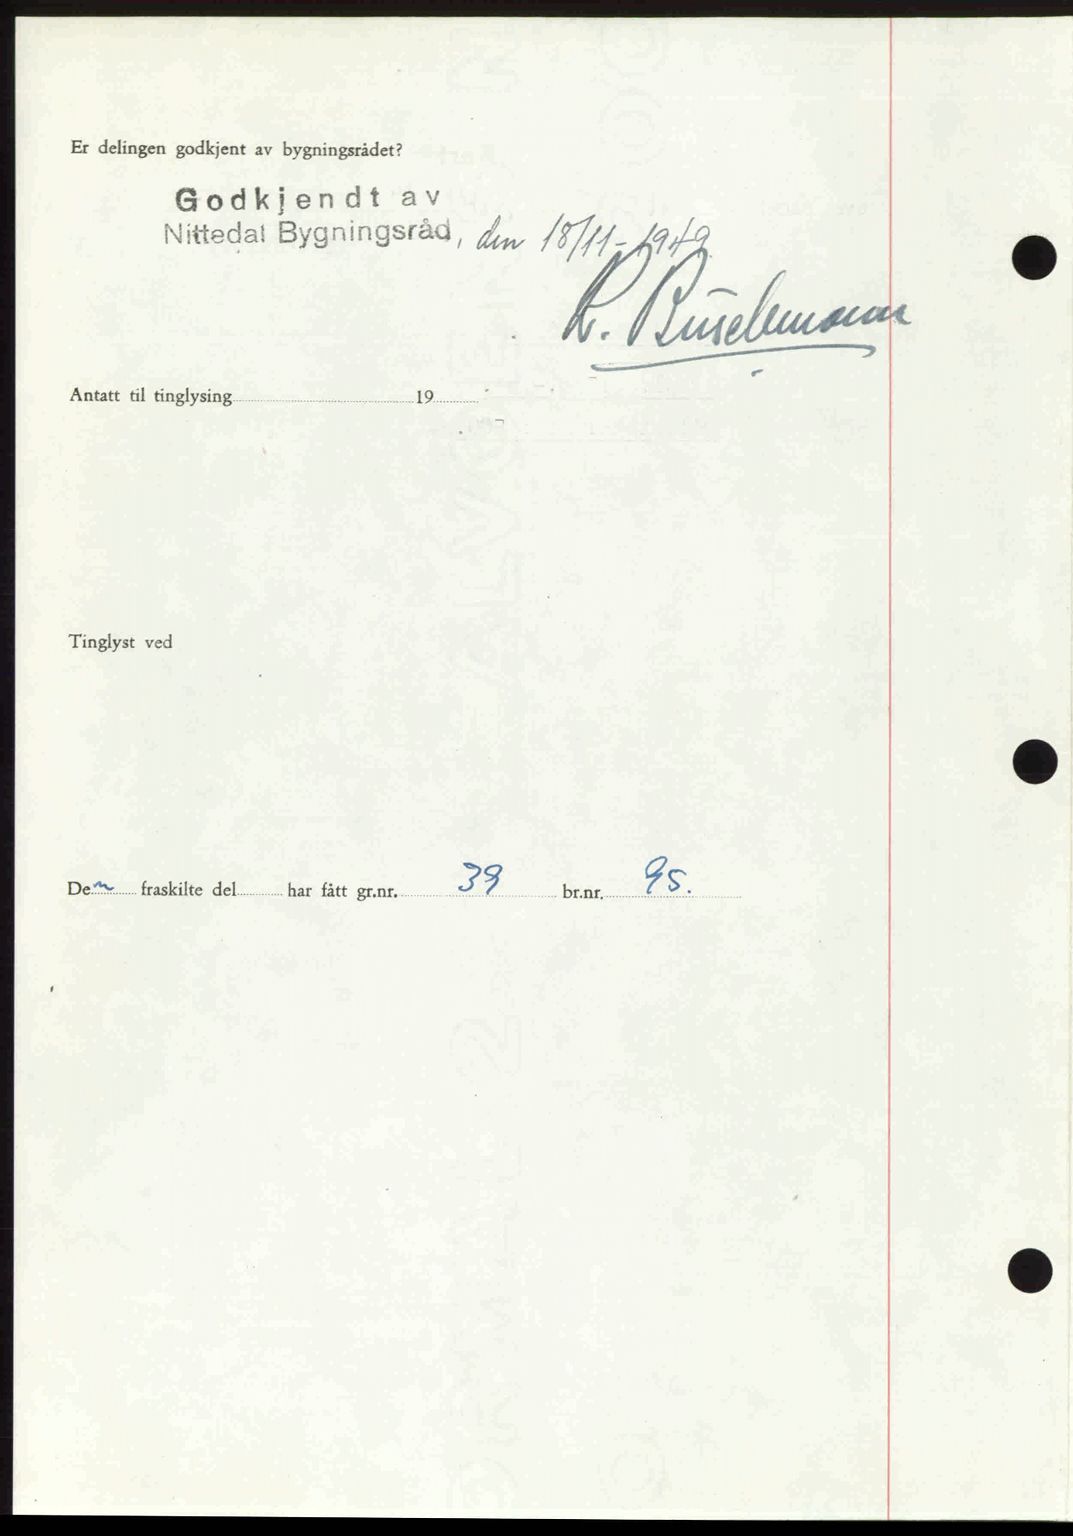 Er delingen godkjent av bygningsrådet?
Godkjendt av
Nittedal Bygningsråd, den 18/11-1949
Antatt til tinglysing 19
Tinglyst ved
Den fraskilte del har fått gr.nr. 39 br.nr. 95.